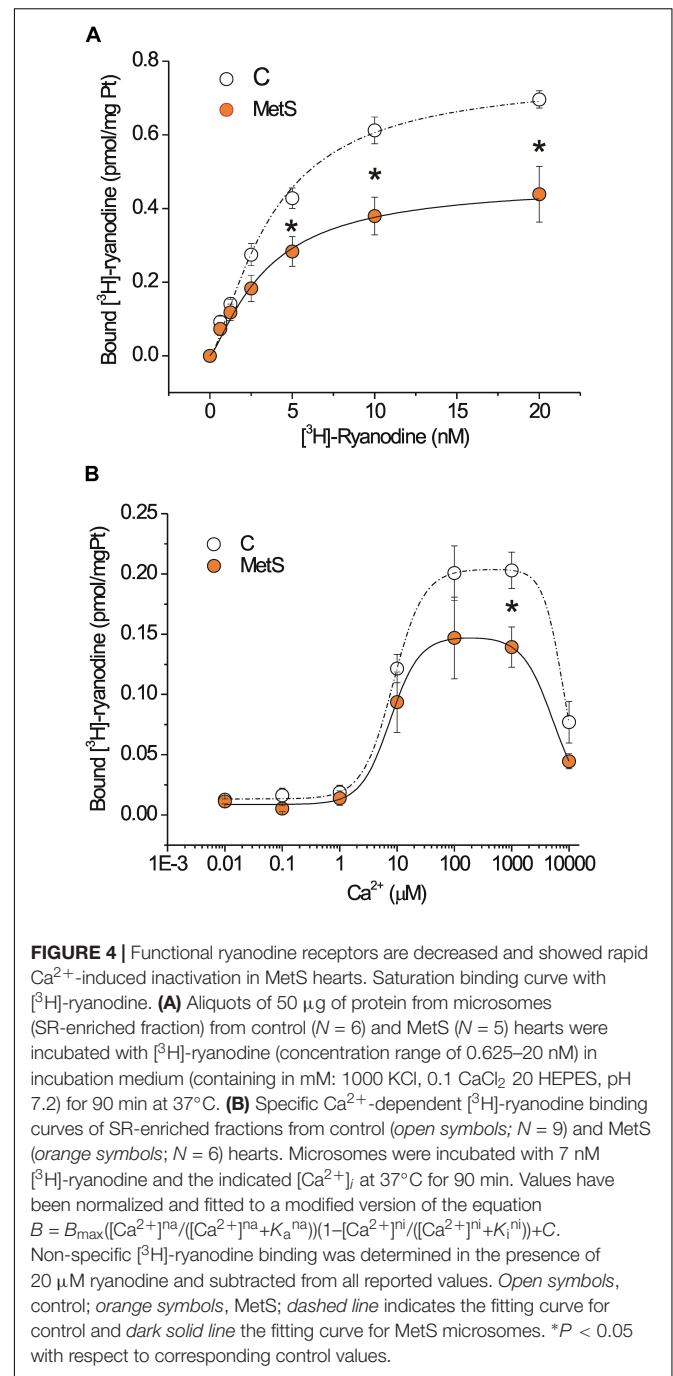 A
0.8
C
MetS
0.6
*
*
0.4
*
0.2
0.0
Bound [³H]-ryanodine (pmol/mg Pt)
0 5 10 15 20
[³H]-Ryanodine (nM)
B
0.25
C
MetS
0.20
*
0.15
0.10
0.05
0.00
Bound [³H]-ryanodine (pmol/mgPt)
1E-3 0.01 0.1 1 10 100 1000 10000
Ca²⁺ (μM)
FIGURE 4 | Functional ryanodine receptors are decreased and showed rapid
Ca²⁺-induced inactivation in MetS hearts. Saturation binding curve with
[³H]-ryanodine. (A) Aliquots of 50 μg of protein from microsomes
(SR-enriched fraction) from control (N = 6) and MetS (N = 5) hearts were
incubated with [³H]-ryanodine (concentration range of 0.625–20 nM) in
incubation medium (containing in mM: 1000 KCl, 0.1 CaCl₂ 20 HEPES, pH
7.2) for 90 min at 37°C. (B) Specific Ca²⁺-dependent [³H]-ryanodine binding
curves of SR-enriched fractions from control (open symbols; N = 9) and MetS
(orange symbols; N = 6) hearts. Microsomes were incubated with 7 nM
[³H]-ryanodine and the indicated [Ca²⁺]i at 37°C for 90 min. Values have
been normalized and fitted to a modified version of the equation
B = Bmax([Ca²⁺]ⁿᵃ/([Ca²⁺]ⁿᵃ+Kaⁿᵃ))(1–[Ca²⁺]ⁿⁱ/([Ca²⁺]ⁿⁱ+Kiⁿⁱ))+C.
Non-specific [³H]-ryanodine binding was determined in the presence of
20 μM ryanodine and subtracted from all reported values. Open symbols,
control; orange symbols, MetS; dashed line indicates the fitting curve for
control and dark solid line the fitting curve for MetS microsomes. *P < 0.05
with respect to corresponding control values.